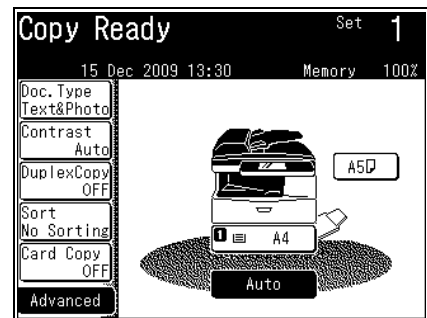 Copy Ready Set 1
15 Dec 2009 13:30 Memory 100%
Doc.Type
Text&Photo
Contrast
Auto
DuplexCopy
OFF
Sort
No Sorting
Card Copy
OFF
Advanced
A5
1 A4
Auto